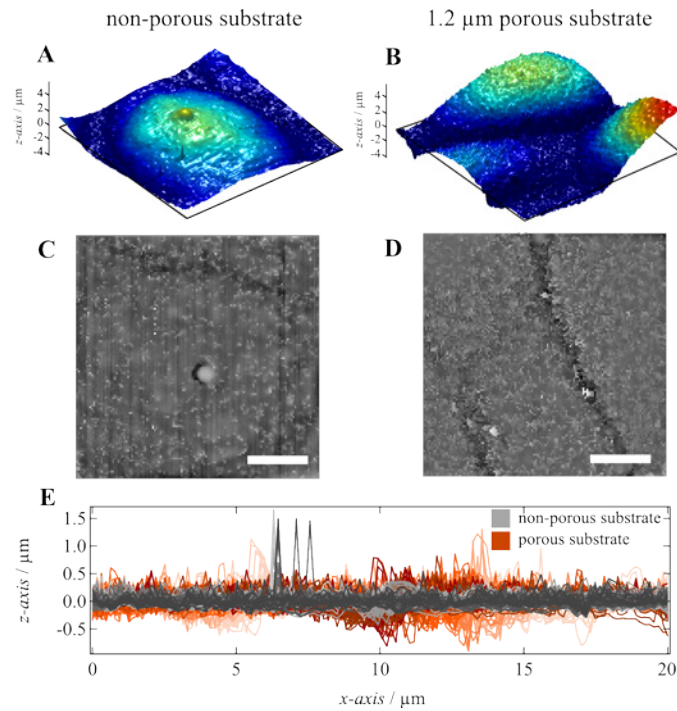 non-porous substrate
1.2 µm porous substrate
A
B
z-axis / µm
4
2
0
-2
-4
z-axis / µm
4
2
0
-2
-4
C
D
E
non-porous substrate
porous substrate
z-axis / µm
1.5
1.0
0.5
0.0
-0.5
0
5
10
15
20
x-axis / µm